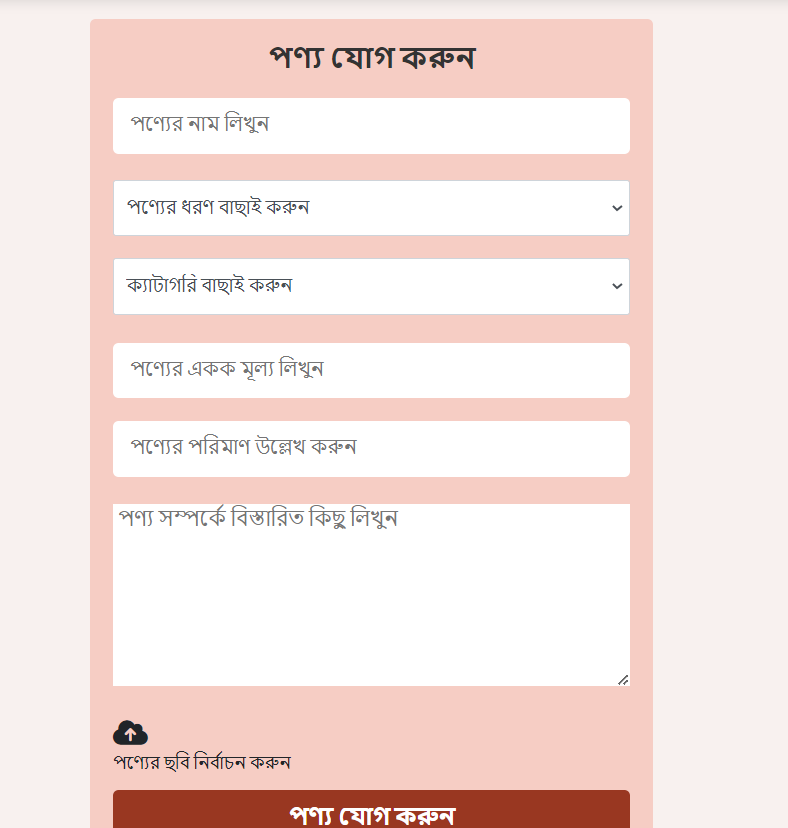 পণ্য যোগ করুন
পণ্যের নাম লিখুন
পণ্যের ধরণ বাছাই করুন
ক্যাটাগরি বাছাই করুন
পণ্যের একক মূল্য লিখুন
পণ্যের পরিমাণ উল্লেখ করুন
পণ্য সম্পর্কে বিস্তারিত কিছু লিখুন
পণ্যের ছবি নির্বাচন করুন
পণ্য যোগ করুন